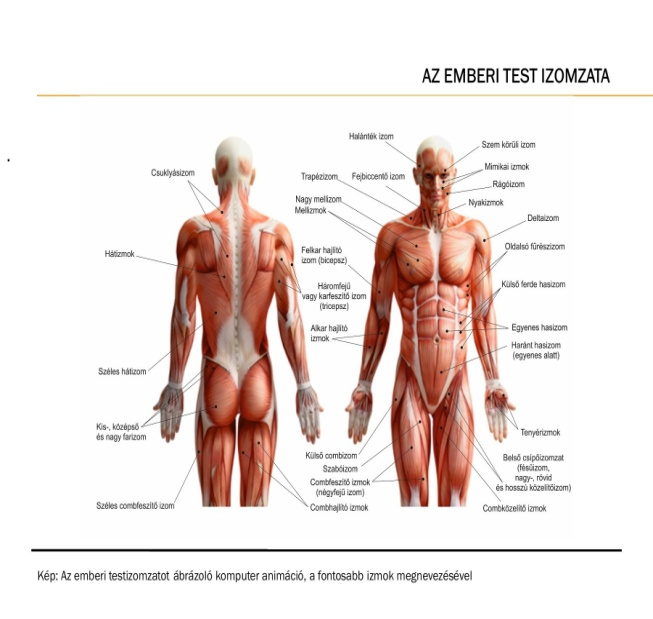 AZ EMBERI TEST IZOMZATA
Halánték izom
Szem körüli izom
Csuklyásizom
Trapézizom
Fejbiccentő izom
Mimikai izmok
Rágóizom
Nagy mellizom
Mellizmok
Nyakizmok
Deltaizom
Hátizmok
Felkar hajlító
izom (bicepsz)
Oldalsó fűrészizom
Háromfejű
vagy karfeszítő izom
(tricepsz)
Külső ferde hasizom
Alkar hajlító
izmok
Egyenes hasizom
Haránt hasizom
(egyenes alatt)
Széles hátizom
Kis-, középső
és nagy farizom
Tenyérizmok
Külső combizom
Szabóizom
Combfeszítő izmok
(négyfejű izom)
Belső csípőizomzat
(fésűizom,
nagy-, rövid
és hosszú közelítőizom)
Széles combfeszítő izom
Combhajlító izmok
Combközelítő izmok
Kép: Az emberi testizomzatot ábrázoló komputer animáció, a fontosabb izmok megnevezésével